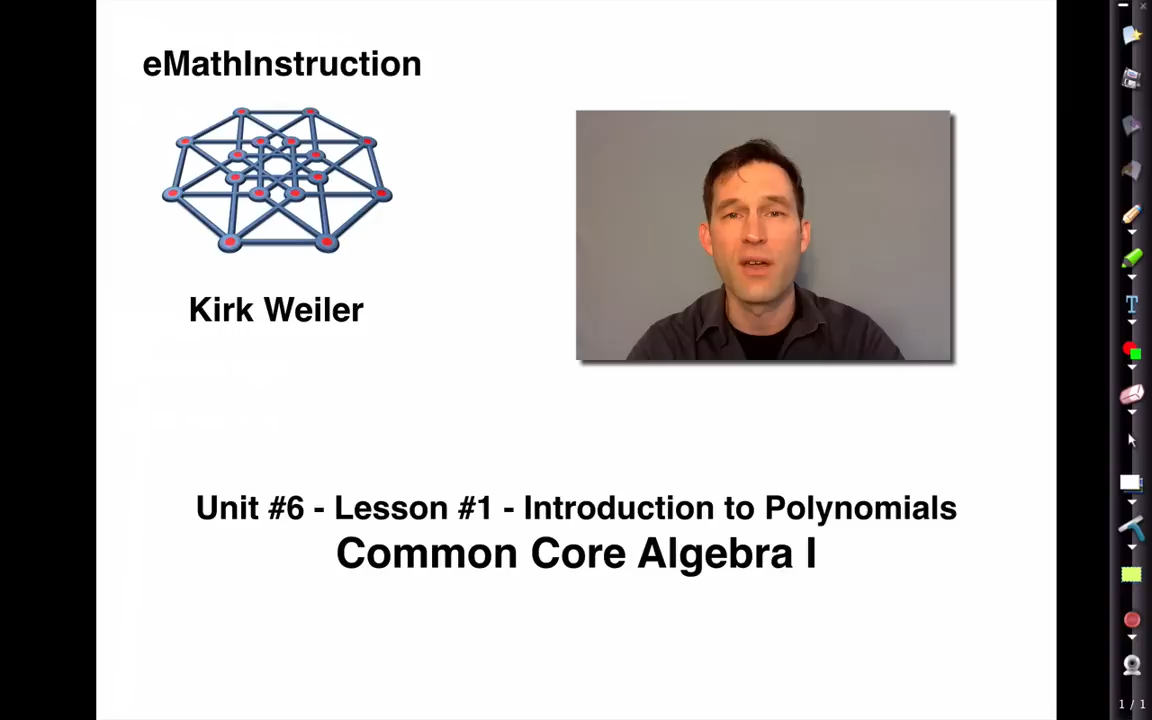 eMathInstruction
Kirk Weiler
Unit #6 - Lesson #1 - Introduction to Polynomials
Common Core Algebra I
T
1 / 1